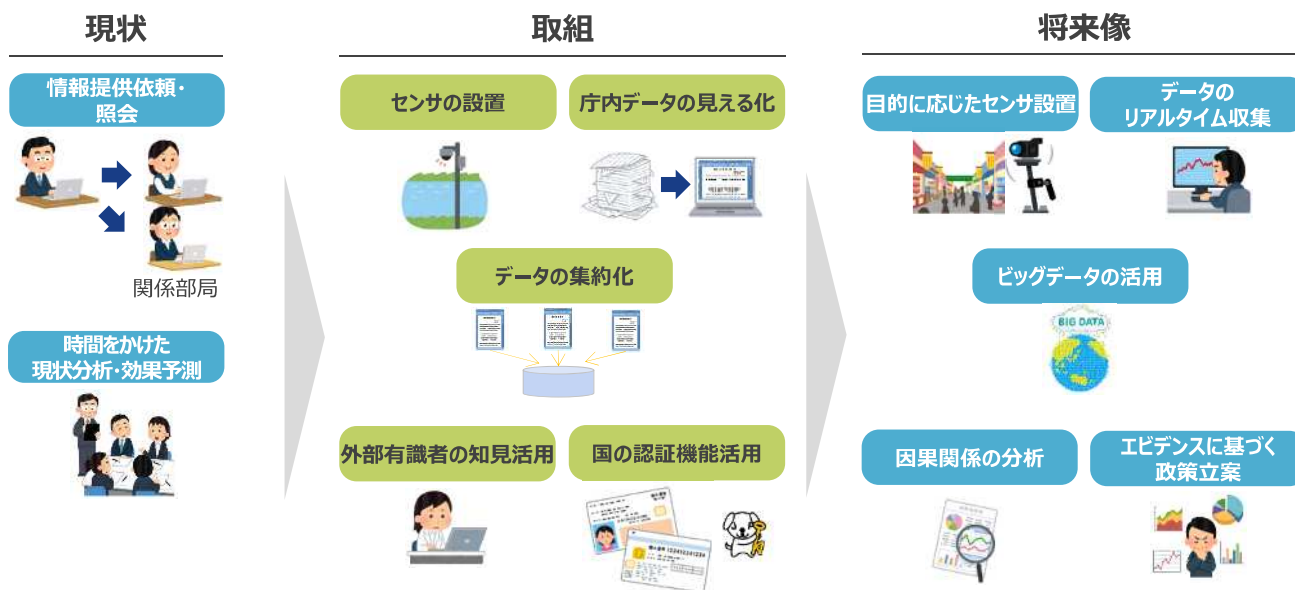 現状
情報提供依頼・
照会
関係部局
時間をかけた
現状分析・効果予測
取組
センサの設置
庁内データの見える化
データの集約化
外部有識者の知見活用
国の認証機能活用
将来像
目的に応じたセンサ設置
データの
リアルタイム収集
ビッグデータの活用
BIG DATA
因果関係の分析
エビデンスに基づく
政策立案